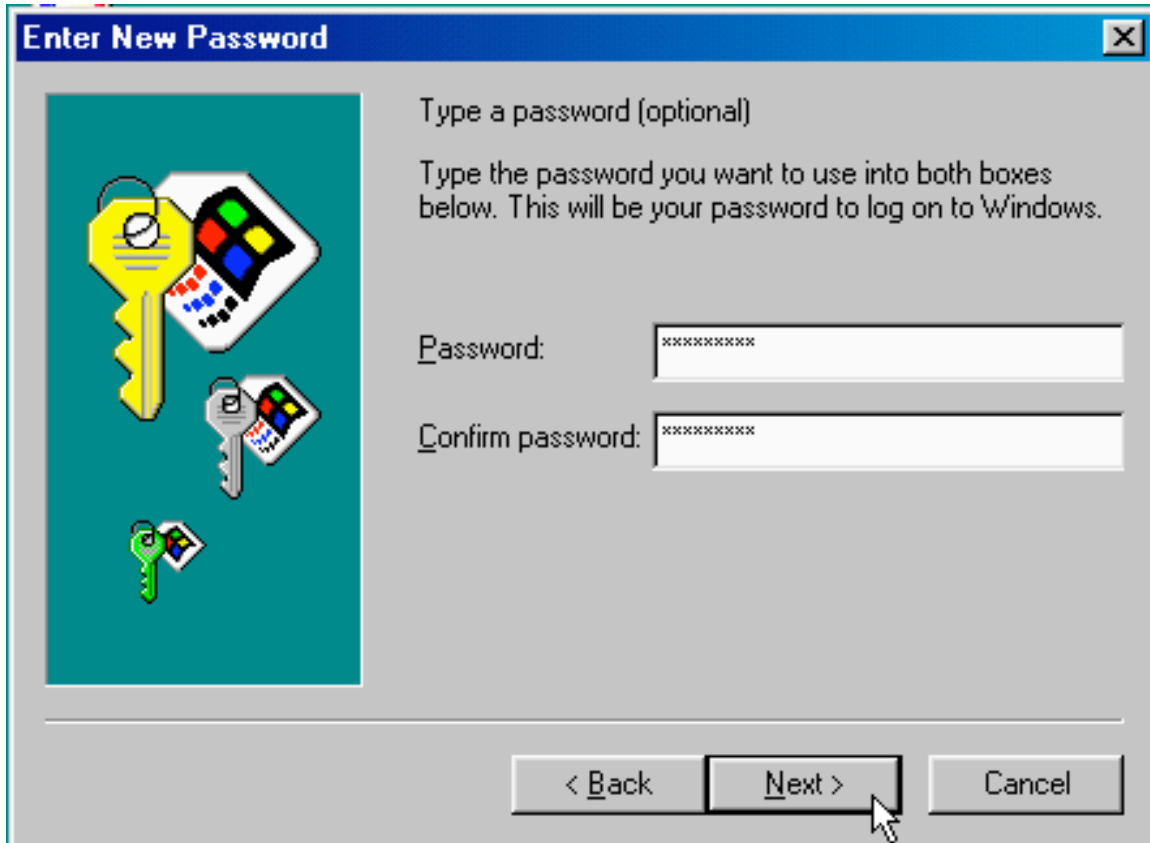 Enter New Password
Type a password (optional)
Type the password you want to use into both boxes
below. This will be your password to log on to Windows.
Password: *********
Confirm password: *********
< Back Next > Cancel